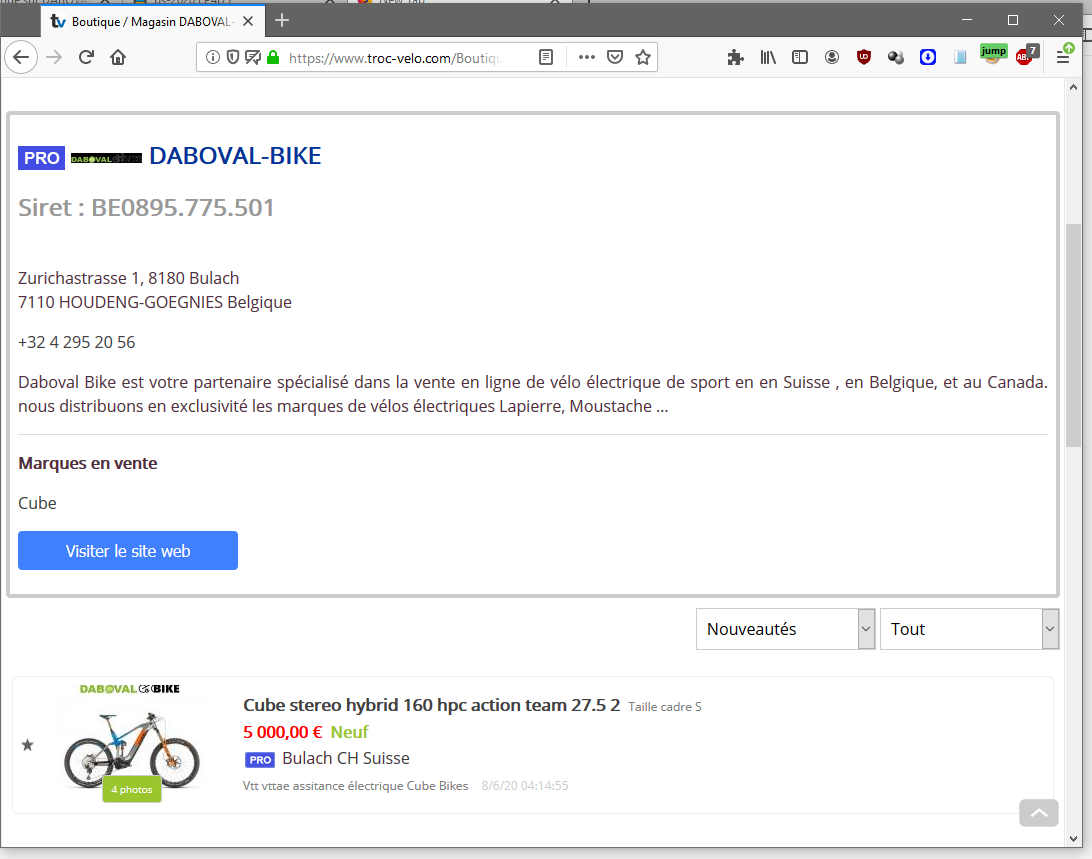 Boutique / Magasin DABOVAL-
https://www.troc-velo.com/Boutiqu
jump
7
PRO DABOVAL BIKE DABOVAL-BIKE
Siret : BE0895.775.501
Zurichastrasse 1, 8180 Bulach
7110 HOUDENG-GOEGNIES Belgique
+32 4 295 20 56
Daboval Bike est votre partenaire spécialisé dans la vente en ligne de vélo électrique de sport en en Suisse , en Belgique, et au Canada.
nous distribuons en exclusivité les marques de vélos électriques Lapierre, Moustache ...
Marques en vente
Cube
Visiter le site web
Nouveautés
Tout
DABOVAL BIKE
Cube stereo hybrid 160 hpc action team 27.5 2 Taille cadre S
5 000,00 € Neuf
PRO Bulach CH Suisse
Vtt vttae assitance électrique Cube Bikes 8/6/20 04:14:55
4 photos